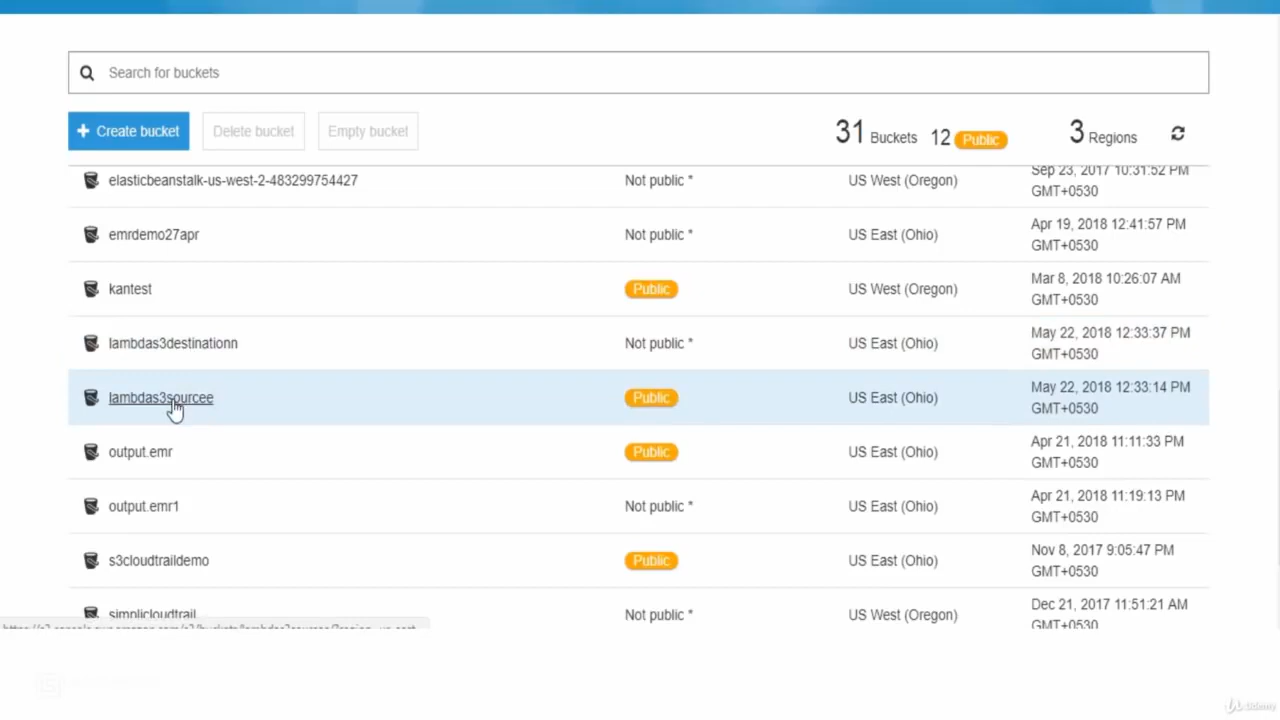 Search for buckets
+ Create bucket Delete bucket Empty bucket 31 Buckets 12 Public 3 Regions
elasticbeanstalk-us-west-2-483299754427 Not public * US West (Oregon) Sep 23, 2017 10:31:52 PM
GMT+0530
emrdemo27apr Not public * US East (Ohio) Apr 19, 2018 12:41:57 PM
GMT+0530
kantest Public US West (Oregon) Mar 8, 2018 10:26:07 AM
GMT+0530
lambdas3destinationn Not public * US East (Ohio) May 22, 2018 12:33:37 PM
GMT+0530
lambdas3sourcee Public US East (Ohio) May 22, 2018 12:33:14 PM
GMT+0530
output.emr Public US East (Ohio) Apr 21, 2018 11:11:33 PM
GMT+0530
output.emr1 Not public * US East (Ohio) Apr 21, 2018 11:19:13 PM
GMT+0530
s3cloudtraildemo Public US East (Ohio) Nov 8, 2017 9:05:47 PM
GMT+0530
simplicloudtrail Not public * US West (Oregon) Dec 21, 2017 11:51:21 AM
GMT+0530
Udemy